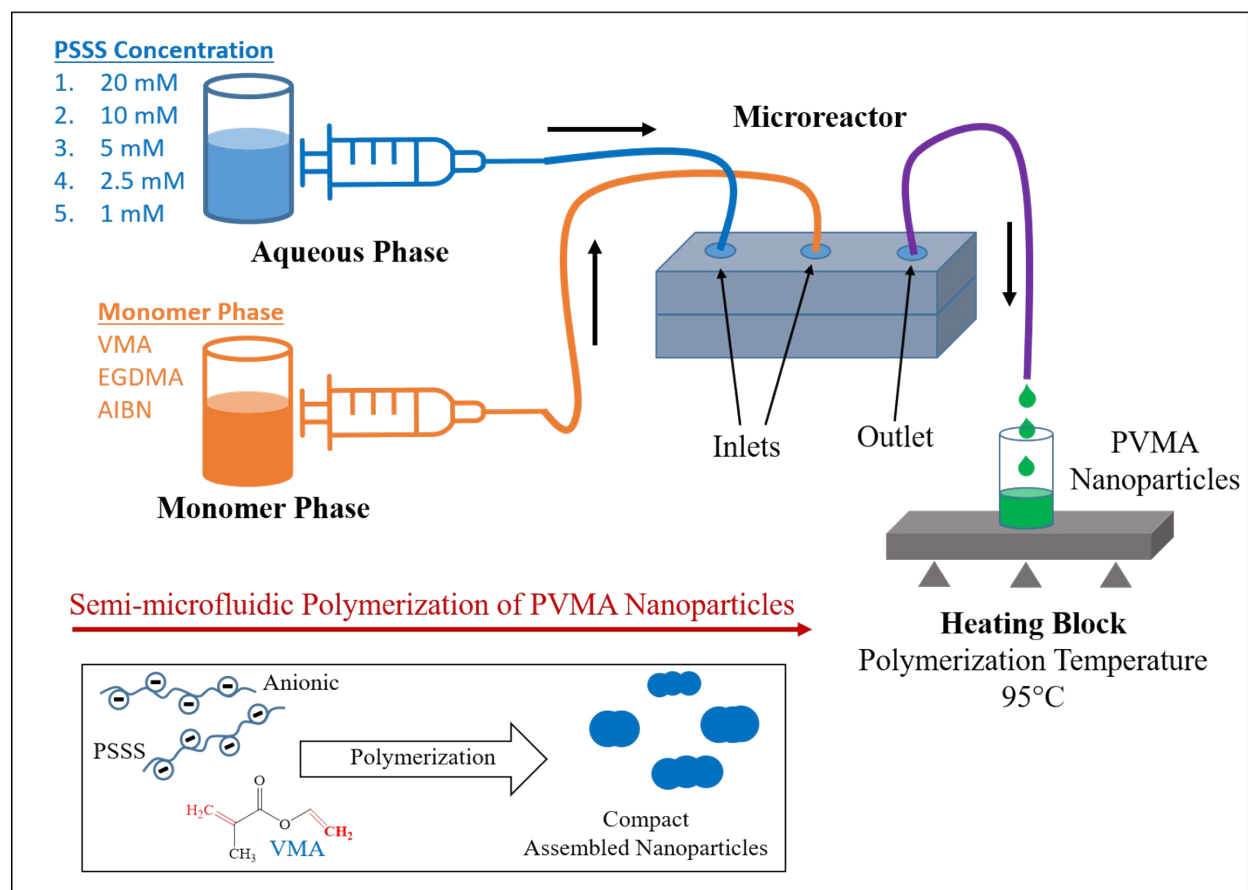 PSSS Concentration
1. 20 mM
2. 10 mM
3. 5 mM
4. 2.5 mM
5. 1 mM
Aqueous Phase
Microreactor
Monomer Phase
VMA
EGDMA
AIBN
Monomer Phase
Inlets
Outlet
PVMA
Nanoparticles
Heating Block
Polymerization Temperature
95°C
Semi-microfluidic Polymerization of PVMA Nanoparticles
Anionic
PSSS
Polymerization
O
H₂C
O
CH₂
CH₃
VMA
Compact
Assembled Nanoparticles